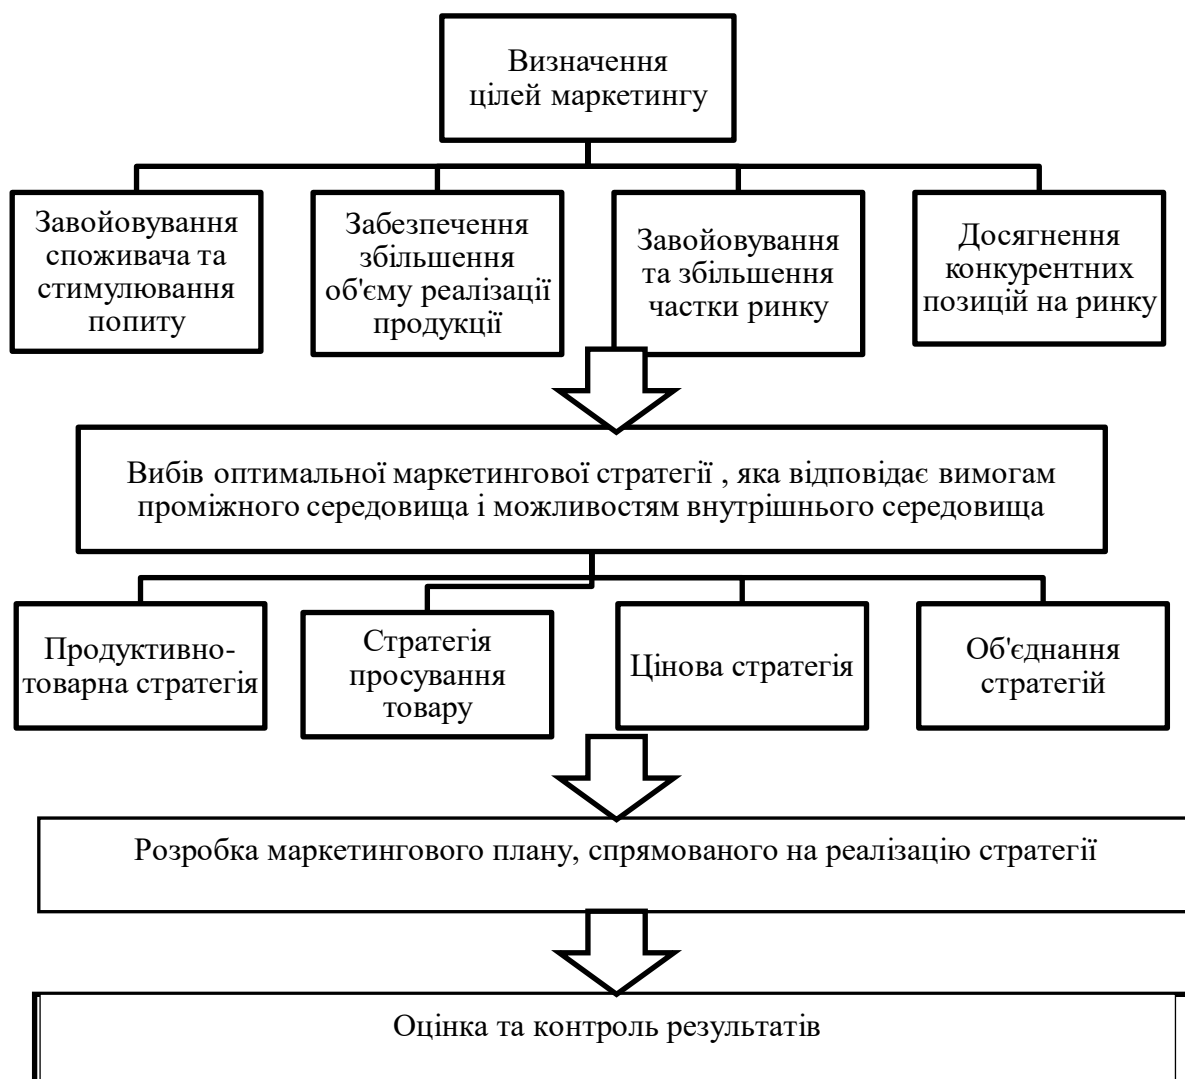 Визначення
цілей маркетингу
Завойовування
споживача та
стимулювання
попиту
Забезпечення
збільшення
об'єму реалізації
продукції
Завойовування
та збільшення
частки ринку
Досягнення
конкурентних
позицій на ринку
Вибів оптимальної маркетингової стратегії , яка відповідає вимогам
проміжного середовища і можливостям внутрішнього середовища
Продуктивно-
товарна стратегія
Стратегія
просування
товару
Цінова стратегія
Об'єднання
стратегій
Розробка маркетингового плану, спрямованого на реалізацію стратегії
Оцінка та контроль результатів